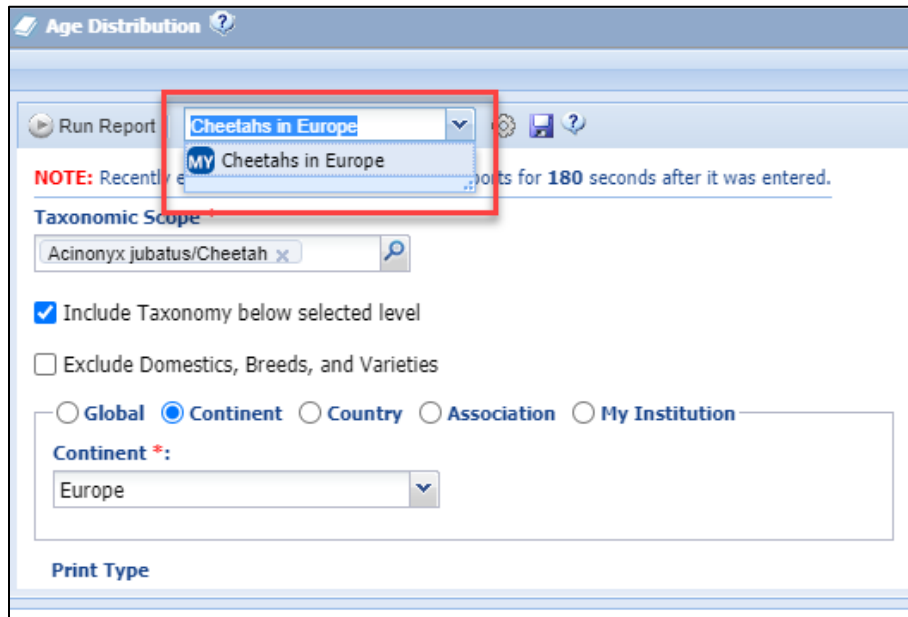 Age Distribution
Run Report Cheetahs in Europe
MY Cheetahs in Europe
NOTE: Recently for 180 seconds after it was entered.
Taxonomic Scope
Acinonyx jubatus/Cheetah x
Include Taxonomy below selected level
Exclude Domestics, Breeds, and Varieties
Global Continent Country Association My Institution
Continent *:
Europe
Print Type